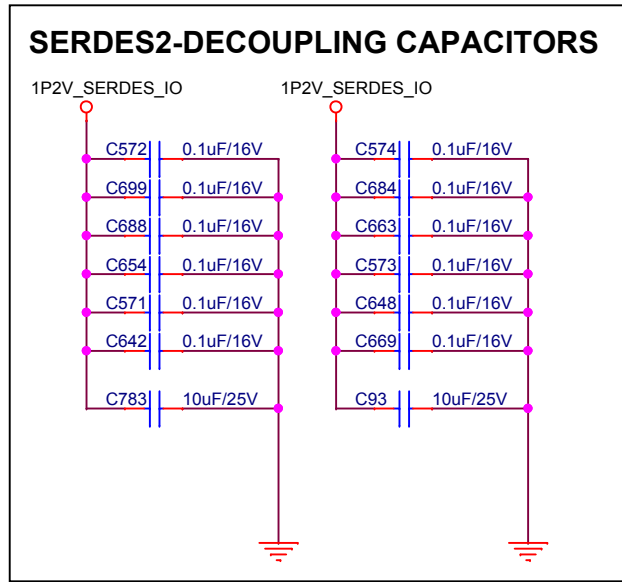 SERDES2-DECOUPLING CAPACITORS
1P2V_SERDES_IO 1P2V_SERDES_IO
C572 0.1uF/16V C574 0.1uF/16V
C699 0.1uF/16V C684 0.1uF/16V
C688 0.1uF/16V C663 0.1uF/16V
C654 0.1uF/16V C573 0.1uF/16V
C571 0.1uF/16V C648 0.1uF/16V
C642 0.1uF/16V C669 0.1uF/16V
C783 10uF/25V C93 10uF/25V